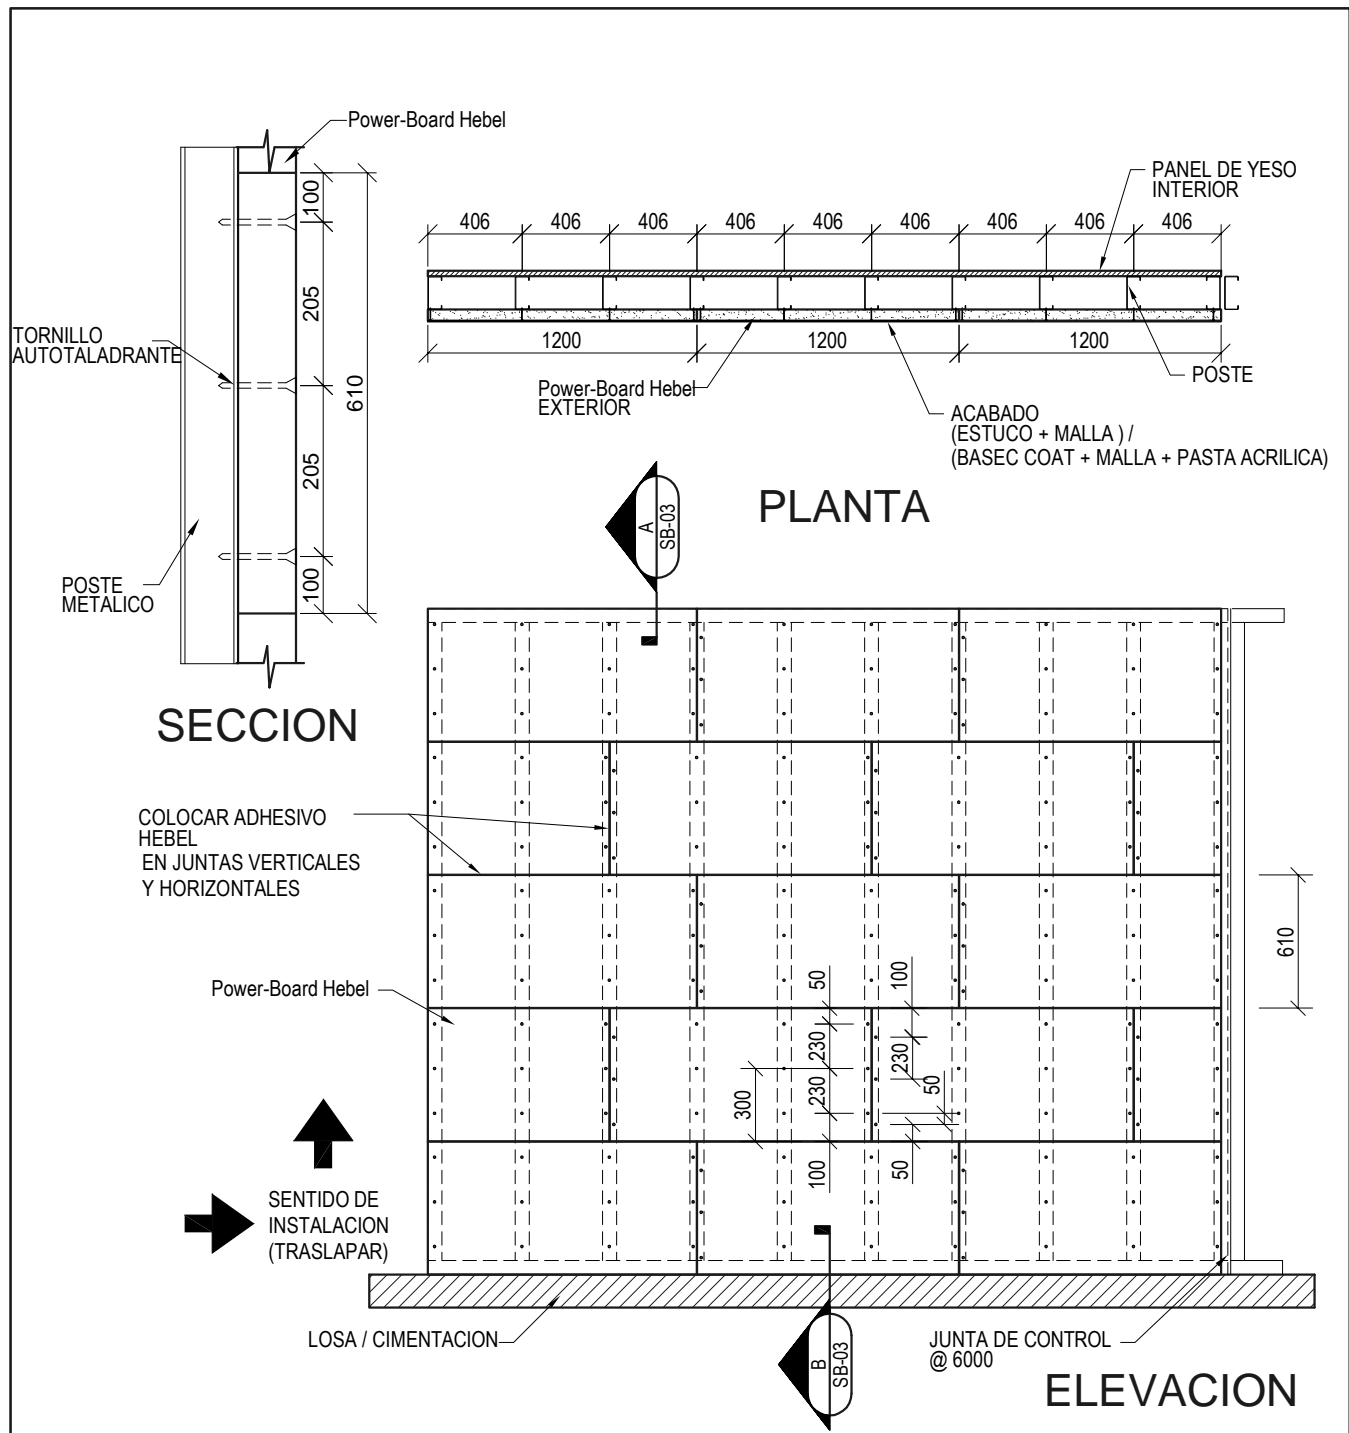 Power-Board Hebel
100
205
610
205
100
TORNILLO
AUTOTALADRANTE
POSTE
METALICO
SECCION
PANEL DE YESO
INTERIOR
406
406
406
406
406
406
406
406
406
1200
1200
1200
Power-Board Hebel
EXTERIOR
POSTE
ACABADO
(ESTUCO + MALLA ) /
(BASEC COAT + MALLA + PASTA ACRILICA)
PLANTA
A
SB-03
COLOCAR ADHESIVO
HEBEL
EN JUNTAS VERTICALES
Y HORIZONTALES
Power-Board Hebel
50
100
230
230
230
50
300
100
50
610
SENTIDO DE
INSTALACION
(TRASLAPAR)
LOSA / CIMENTACION
B
SB-03
JUNTA DE CONTROL
@ 6000
ELEVACION